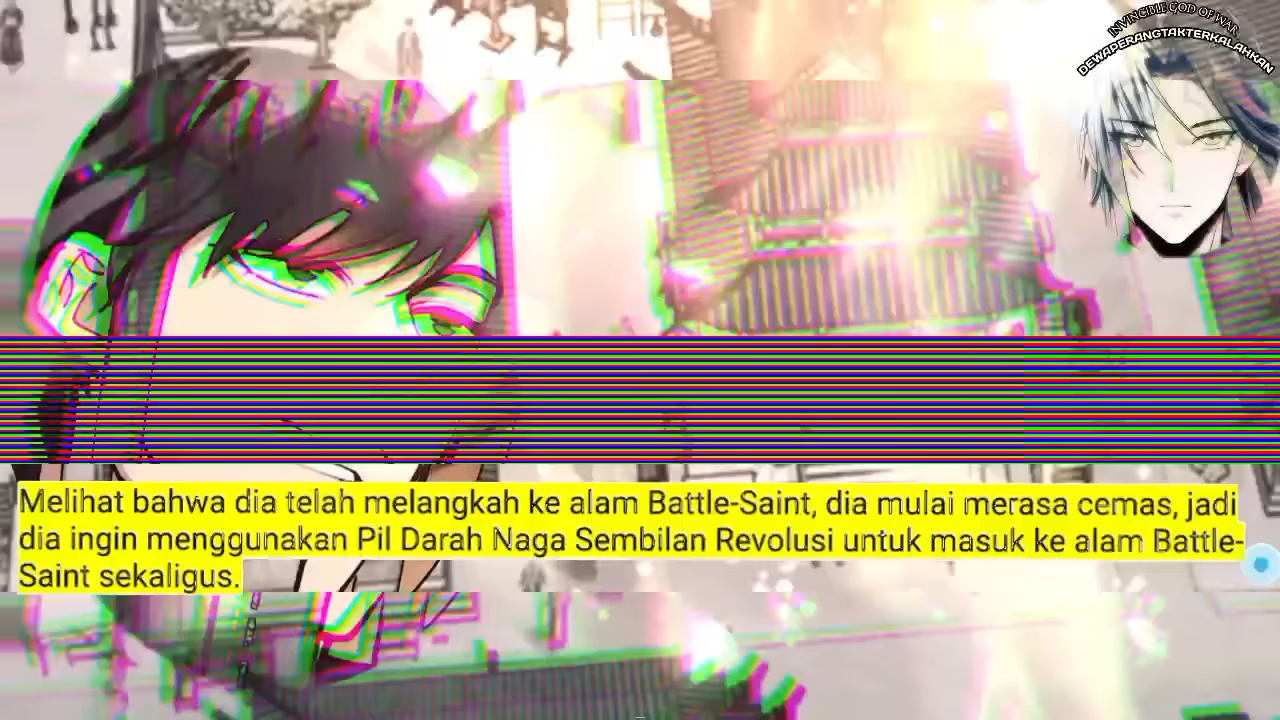 INVINCIBLE GOD OF WAR
DEWAPERANGTAKTERKALAHKAN
Melihat bahwa dia telah melangkah ke alam Battle-Saint, dia mulai merasa cemas, jadi
dia ingin menggunakan Pil Darah Naga Sembilan Revolusi untuk masuk ke alam Battle-
Saint sekaligus.